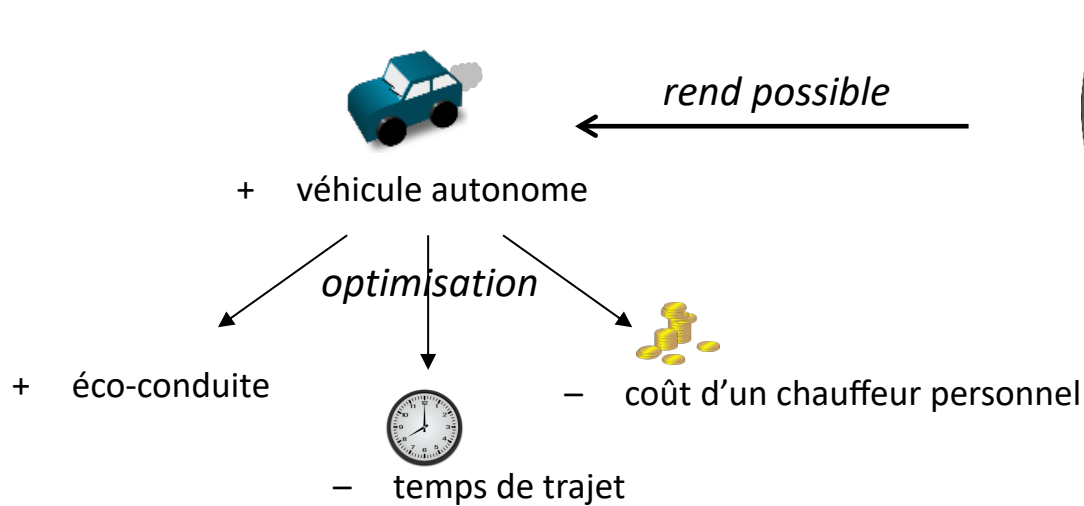 rend possible
+ véhicule autonome
optimisation
+ éco-conduite
– coût d’un chauffeur personnel
– temps de trajet